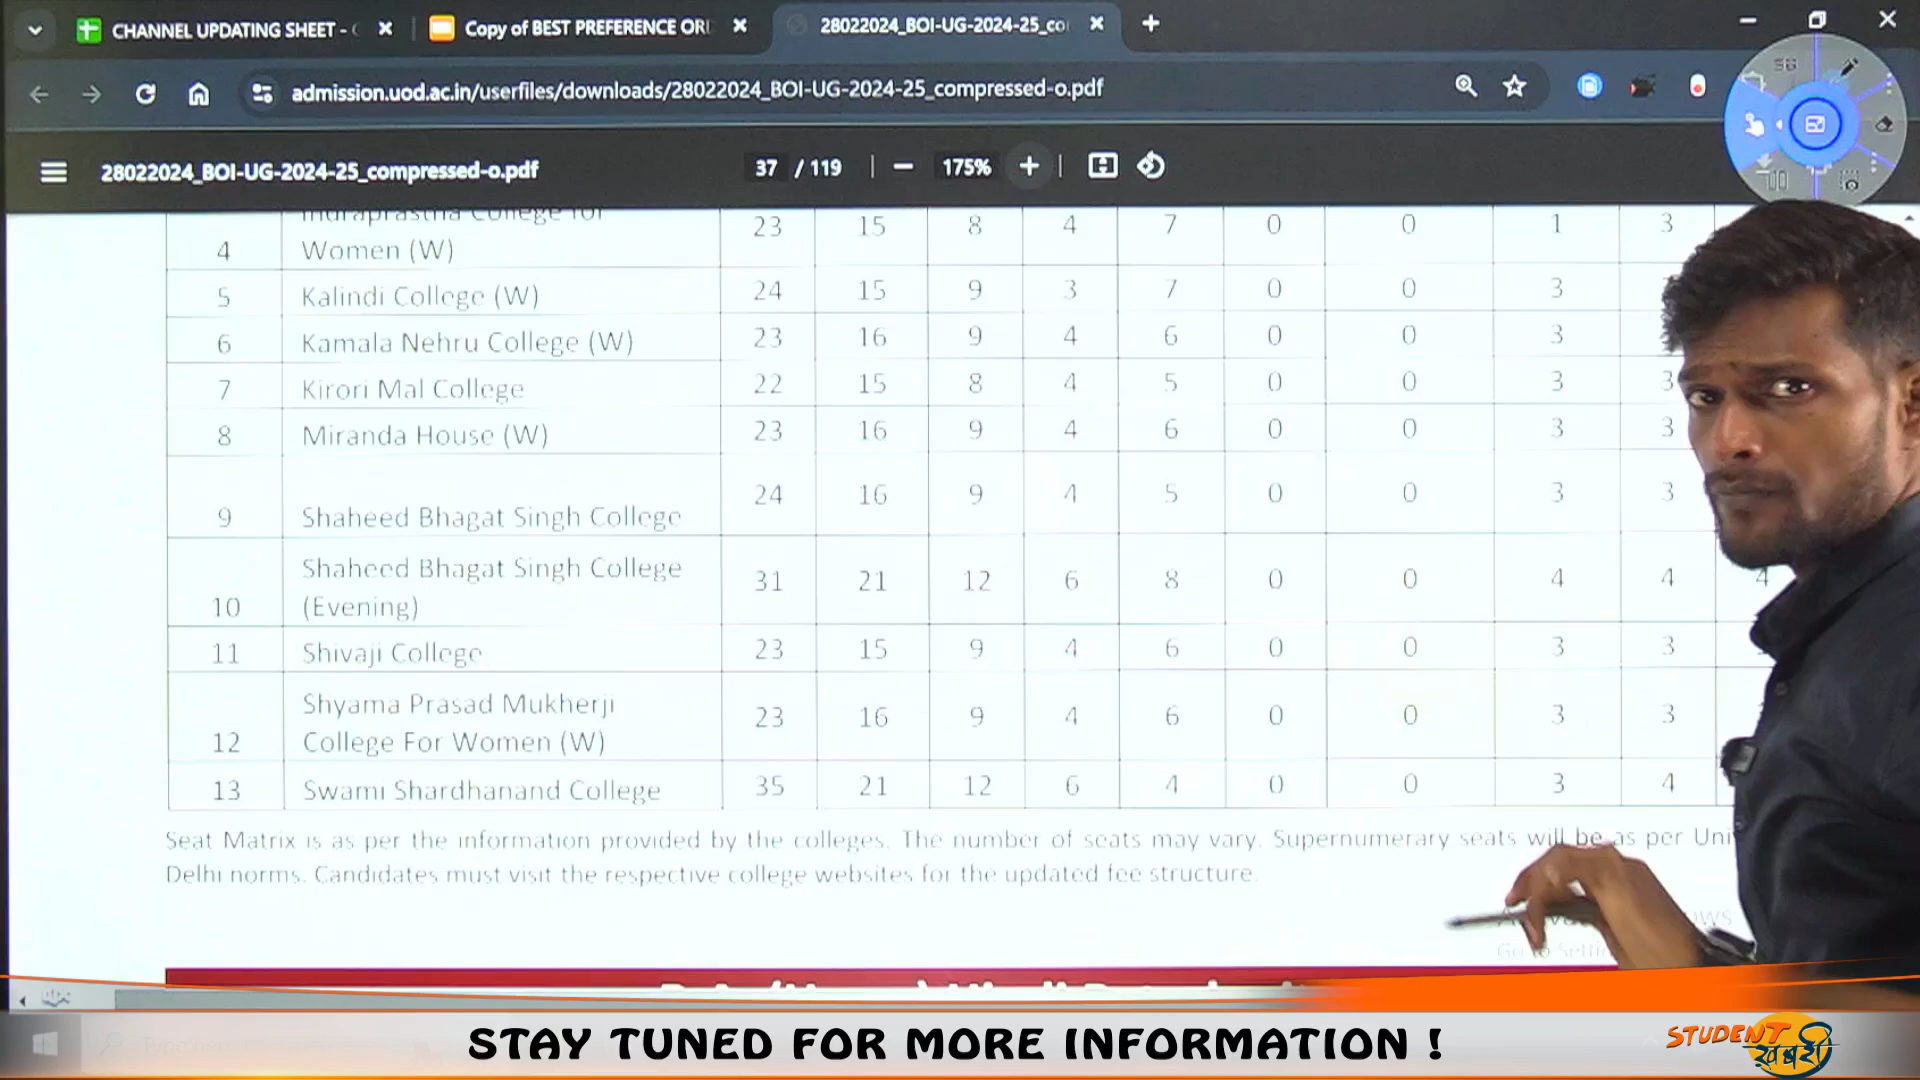 CHANNEL UPDATING SHEET -
Copy of BEST PREFERENCE ORI
28022024_BOI-UG-2024-25_co
admission.uod.ac.in/userfiles/downloads/28022024_BOI-UG-2024-25_compressed-o.pdf
28022024_BOI-UG-2024-25_compressed-o.pdf 37 / 119 175%
4 Indraprastha College for Women (W) 23 15 8 4 7 0 0 1 3
5 Kalindi College (W) 24 15 9 3 7 0 0 3
6 Kamala Nehru College (W) 23 16 9 4 6 0 0 3
7 Kirori Mal College 22 15 8 4 5 0 0 3 3
8 Miranda House (W) 23 16 9 4 6 0 0 3 3
9 Shaheed Bhagat Singh College 24 16 9 4 5 0 0 3 3
10 Shaheed Bhagat Singh College (Evening) 31 21 12 6 8 0 0 4 4 4
11 Shivaji College 23 15 9 4 6 0 0 3 3
12 Shyama Prasad Mukherji College For Women (W) 23 16 9 4 6 0 0 3 3
13 Swami Shardhanand College 35 21 12 6 4 0 0 3 4
Seat Matrix is as per the information provided by the colleges. The number of seats may vary. Supernumerary seats will be as per Uni
Delhi norms. Candidates must visit the respective college websites for the updated fee structure.
STAY TUNED FOR MORE INFORMATION !
STUDENT
खबरी